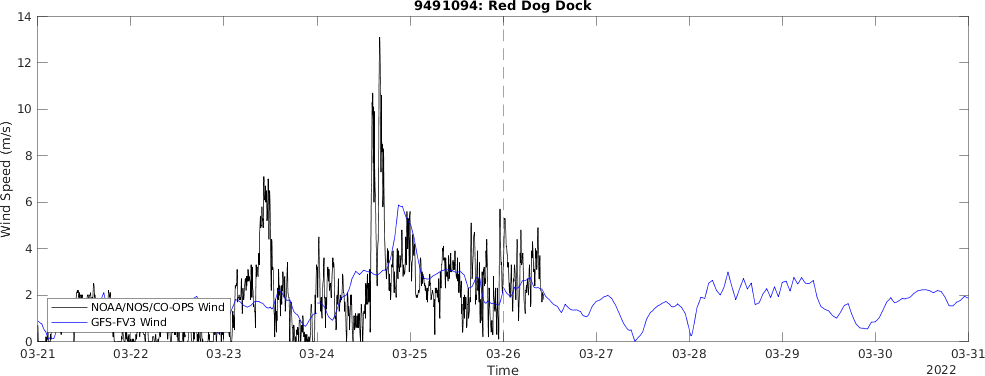 9491094: Red Dog Dock
14
12
10
8
6
4
2
0
Wind Speed (m/s)
NOAA/NOS/CO-OPS Wind
GFS-FV3 Wind
03-21 03-22 03-23 03-24 03-25 03-26 03-27 03-28 03-29 03-30 03-31
Time
2022